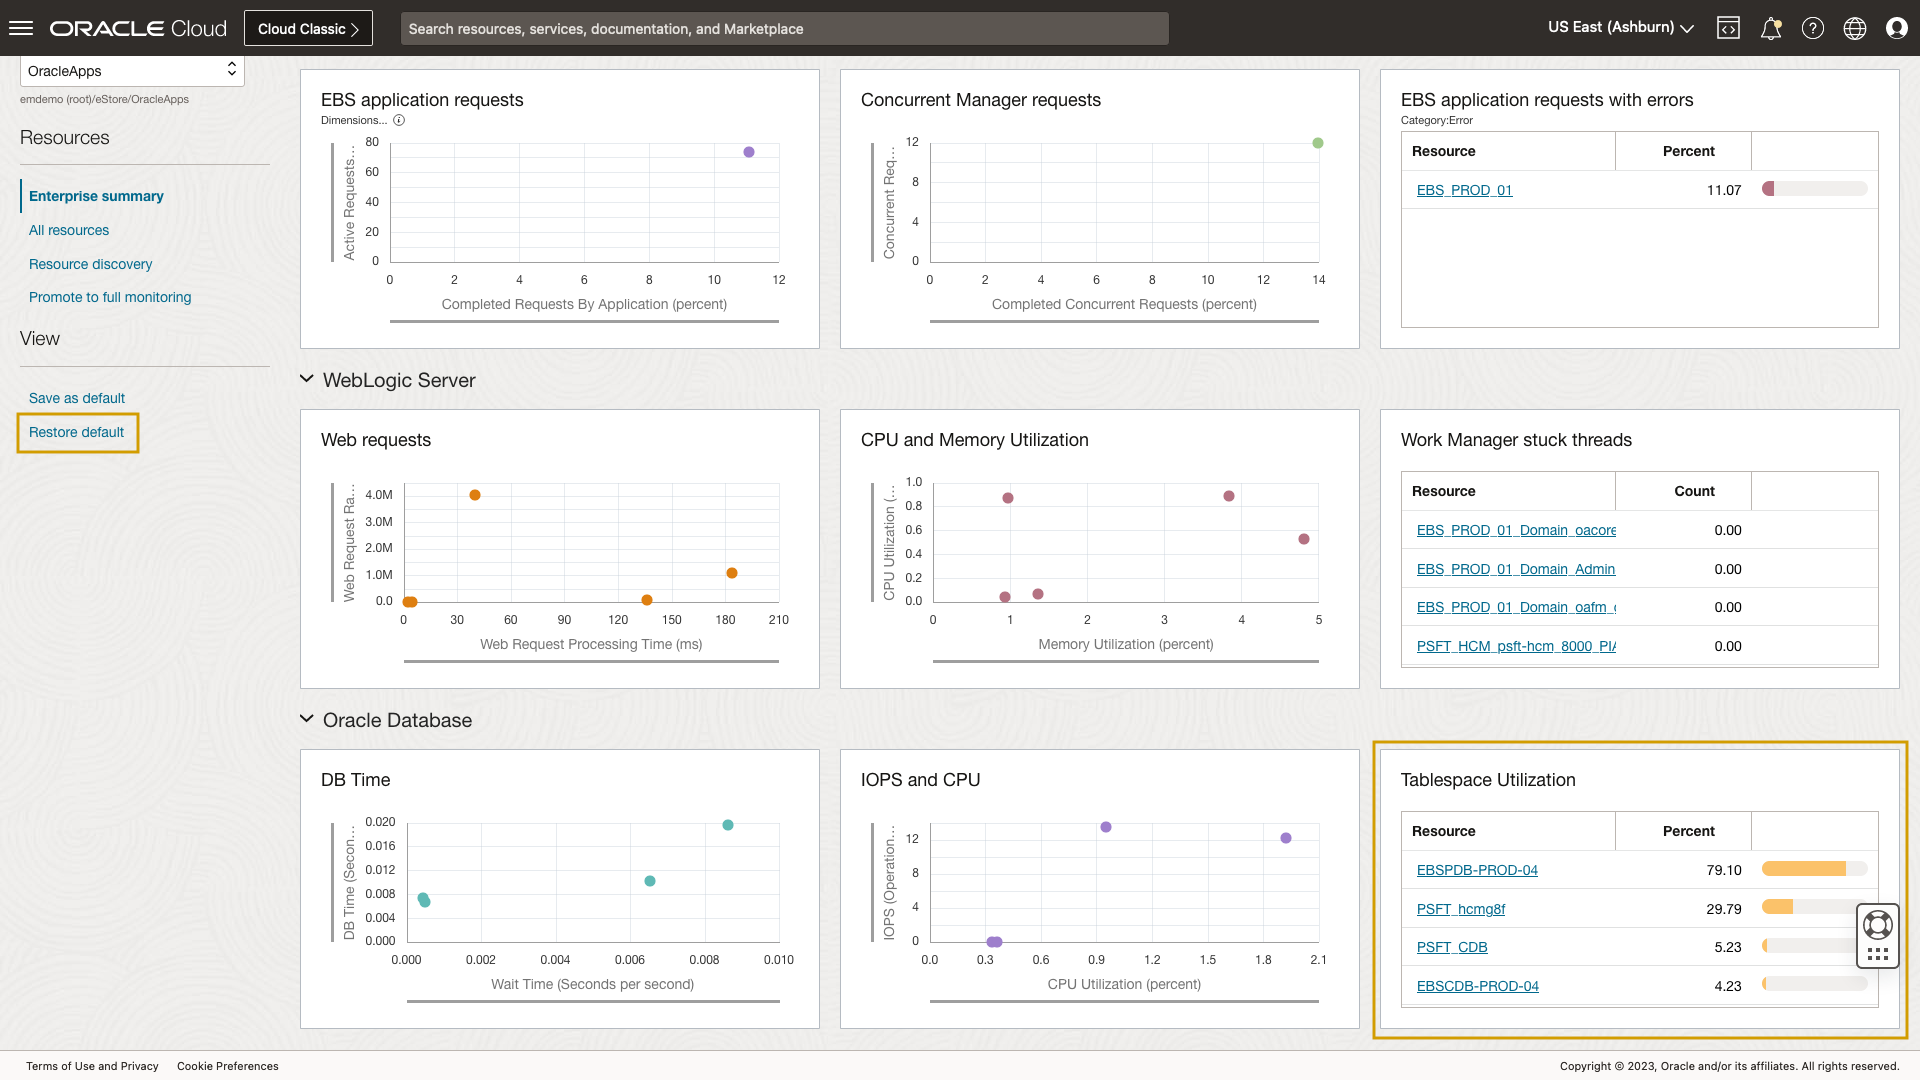 ORACLE Cloud
Cloud Classic
Search resources, services, documentation, and Marketplace
US East (Ashburn)
OracleApps
emdemo (root)/eStore/OracleApps
Resources
Enterprise summary
All resources
Resource discovery
Promote to full monitoring
View
Save as default
Restore default
EBS application requests
Dimensions...
Active Requests...
80
60
40
20
0
0 2 4 6 8 10 12
Completed Requests By Application (percent)
Concurrent Manager requests
Concurrent Req...
12
8
4
0
0 2 4 6 8 10 12 14
Completed Concurrent Requests (percent)
EBS application requests with errors
Category:Error
Resource Percent
EBS_PROD_01 11.07
WebLogic Server
Web requests
Web Request Ra...
4.0M
3.0M
2.0M
1.0M
0.0
0 30 60 90 120 150 180 210
Web Request Processing Time (ms)
CPU and Memory Utilization
CPU Utilization (...
1.0
0.8
0.6
0.4
0.2
0.0
0 1 2 3 4 5
Memory Utilization (percent)
Work Manager stuck threads
Resource Count
EBS_PROD_01_Domain_oacore 0.00
EBS_PROD_01_Domain_Admin 0.00
EBS_PROD_01_Domain_oafm_ 0.00
PSFT_HCM_psft-hcm_8000_PIA 0.00
Oracle Database
DB Time
DB Time (Secon...
0.020
0.016
0.012
0.008
0.004
0.000
0.000 0.002 0.004 0.006 0.008 0.010
Wait Time (Seconds per second)
IOPS and CPU
IOPS (Operation...
12
8
4
0
0.0 0.3 0.6 0.9 1.2 1.5 1.8 2.1
CPU Utilization (percent)
Tablespace Utilization
Resource Percent
EBSPDB-PROD-04 79.10
PSFT_hcmg8f 29.79
PSFT_CDB 5.23
EBSCDB-PROD-04 4.23
Terms of Use and Privacy Cookie Preferences
Copyright © 2023, Oracle and/or its affiliates. All rights reserved.